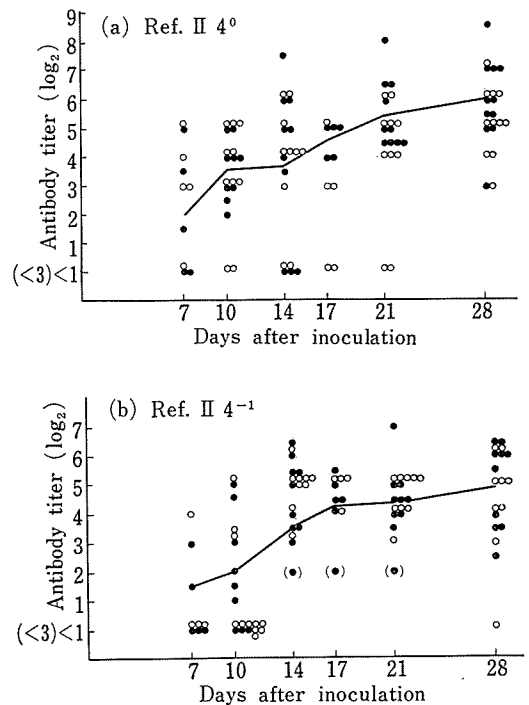 (a) Ref. II 4⁰
Antibody titer (log₂)
9
8
7
6
5
4
3
2
1
(<3)<1
7 10 14 17 21 28
Days after inoculation
(b) Ref. II 4⁻¹
Antibody titer (log₂)
7
6
5
4
3
2
1
(<3)<1
7 10 14 17 21 28
Days after inoculation